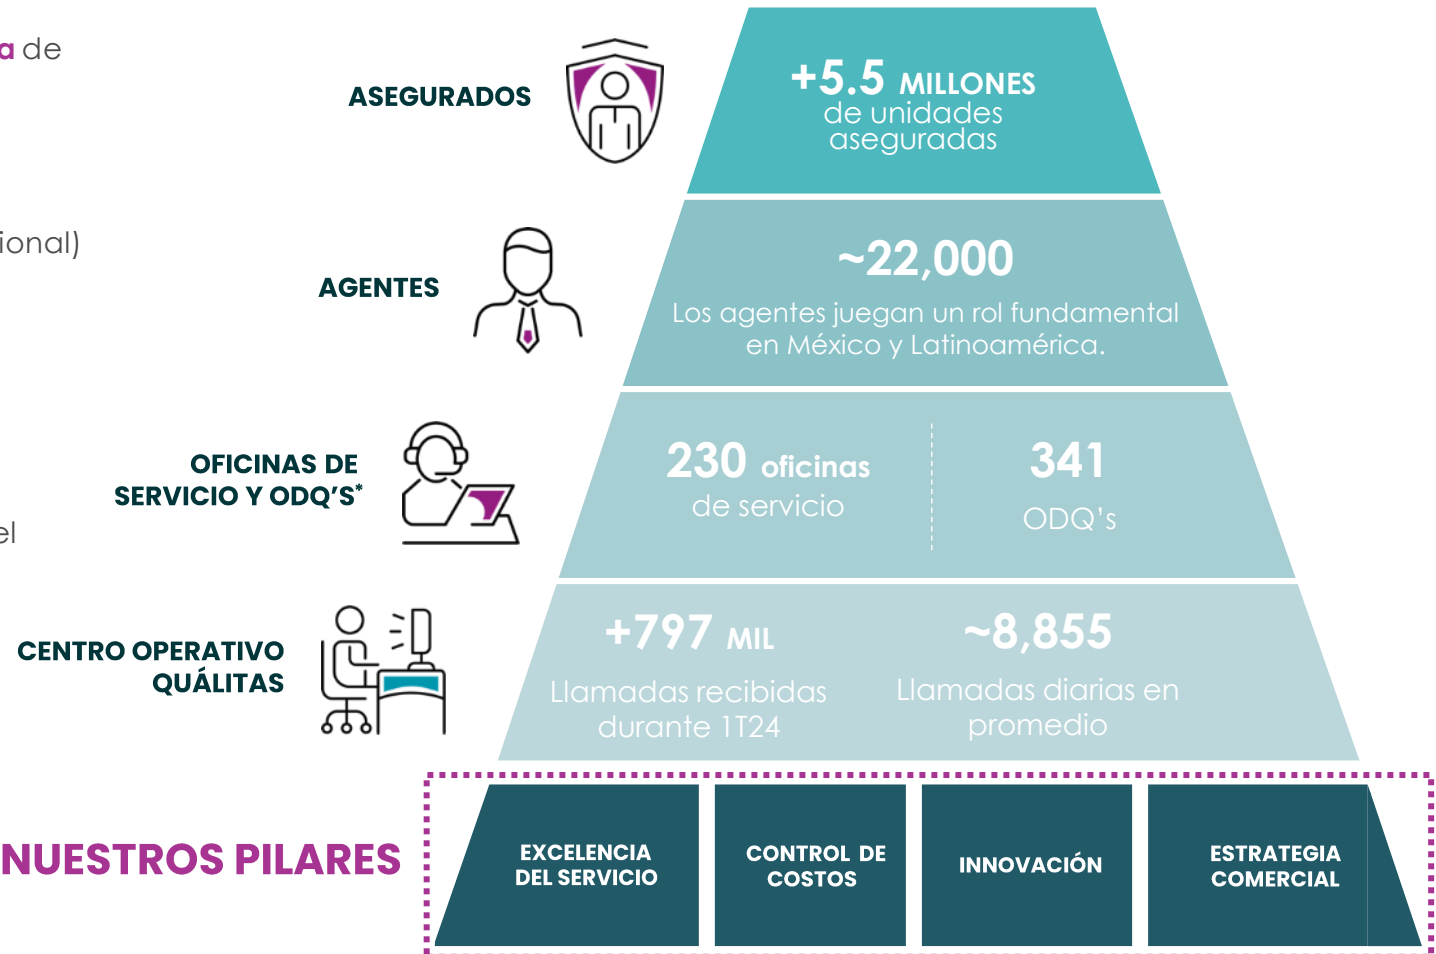 a de
ASEGURADOS
+5.5 MILLONES
de unidades
aseguradas
ional)
AGENTES
~22,000
Los agentes juegan un rol fundamental
en México y Latinoamérica.
OFICINAS DE
SERVICIO Y ODQ’S*
230 oficinas
de servicio
341
ODQ’s
el
CENTRO OPERATIVO
QUÁLITAS
+797 MIL
Llamadas recibidas
durante 1T24
~8,855
Llamadas diarias en
promedio
NUESTROS PILARES
EXCELENCIA
DEL SERVICIO
CONTROL DE
COSTOS
INNOVACIÓN
ESTRATEGIA
COMERCIAL